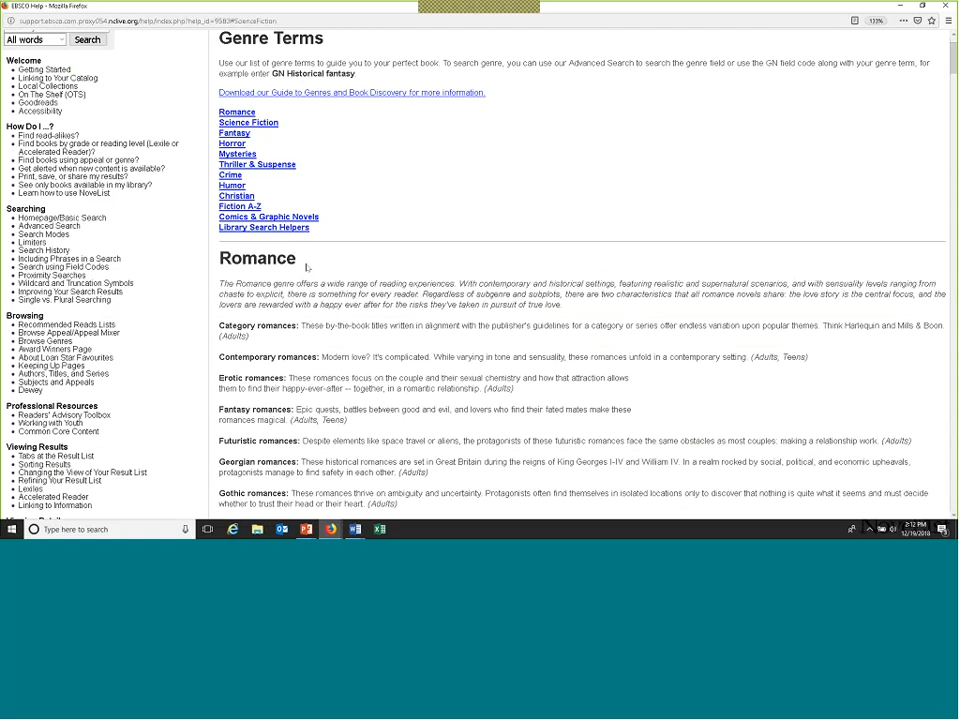 EBSCO Help - Mozilla Firefox
support.ebsco.com.proxy054.nclive.org/help/index.php?help_id=9583#ScienceFiction
133%
All words
Search
Welcome
Getting Started
Linking to Your Catalog
Local Collections
On The Shelf (OTS)
Goodreads
Accessibility
How Do I ...?
Find read-alikes?
Find books by grade or reading level (Lexile or
Accelerated Reader)?
Find books using appeal or genre?
Get alerted when new content is available?
Print, save, or share my results?
See only books available in my library?
Learn how to use NoveList
Searching
Homepage/Basic Search
Advanced Search
Search Modes
Limiters
Search History
Including Phrases in a Search
Search using Field Codes
Proximity Searches
Wildcard and Truncation Symbols
Improving Your Search Results
Single vs. Plural Searching
Browsing
Recommended Reads Lists
Browse Appeal/Appeal Mixer
Browse Genres
Award Winners Page
About Loan Star Favourites
Keeping Up Pages
Authors, Titles, and Series
Subjects and Appeals
Dewey
Professional Resources
Readers' Advisory Toolbox
Working with Youth
Common Core Content
Viewing Results
Tabs at the Result List
Sorting Results
Changing the View of Your Result List
Refining Your Result List
Lexiles
Accelerated Reader
Linking to Information
Genre Terms
Use our list of genre terms to guide you to your perfect book. To search genre, you can use our Advanced Search to search the genre field or use the GN field code along with your genre term, for
example enter GN Historical fantasy.
Download our Guide to Genres and Book Discovery for more information.
Romance
Science Fiction
Fantasy
Horror
Mysteries
Thriller & Suspense
Crime
Humor
Christian
Fiction A-Z
Comics & Graphic Novels
Library Search Helpers
Romance
The Romance genre offers a wide range of reading experiences. With contemporary and historical settings, featuring realistic and supernatural scenarios, and with sensuality levels ranging from
chaste to explicit, there is something for every reader. Regardless of subgenre and subplots, there are two characteristics that all romance novels share: the love story is the central focus, and the
lovers are rewarded with a happy ever after for the risks they've taken in pursuit of true love.
Category romances: These by-the-book titles written in alignment with the publisher's guidelines for a category or series offer endless variation upon popular themes. Think Harlequin and Mills & Boon.
(Adults)
Contemporary romances: Modern love? It's complicated. While varying in tone and sensuality, these romances unfold in a contemporary setting. (Adults, Teens)
Erotic romances: These romances focus on the couple and their sexual chemistry and how that attraction allows
them to find their happy-ever-after -- together, in a romantic relationship. (Adults)
Fantasy romances: Epic quests, battles between good and evil, and lovers who find their fated mates make these
romances magical. (Adults, Teens)
Futuristic romances: Despite elements like space travel or aliens, the protagonists of these futuristic romances face the same obstacles as most couples: making a relationship work. (Adults)
Georgian romances: These historical romances are set in Great Britain during the reigns of King Georges I-IV and William IV. In a realm rocked by social, political, and economic upheavals,
protagonists manage to find safety in each other. (Adults)
Gothic romances: These romances thrive on ambiguity and uncertainty. Protagonists often find themselves in isolated locations only to discover that nothing is quite what it seems and must decide
whether to trust their head or their heart. (Adults)
Type here to search
2:12 PM
12/19/2018